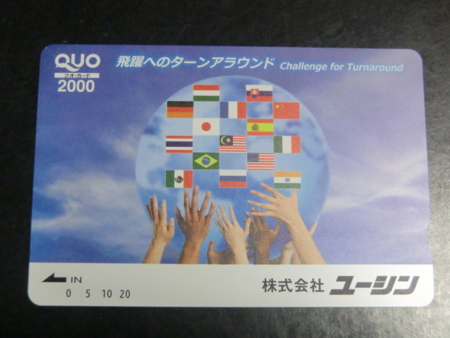 QUO
クオ・カード
2000
飛躍へのターンアラウンド Challenge for Turnaround
IN
0 5 10 20
株式会社 ユーシン